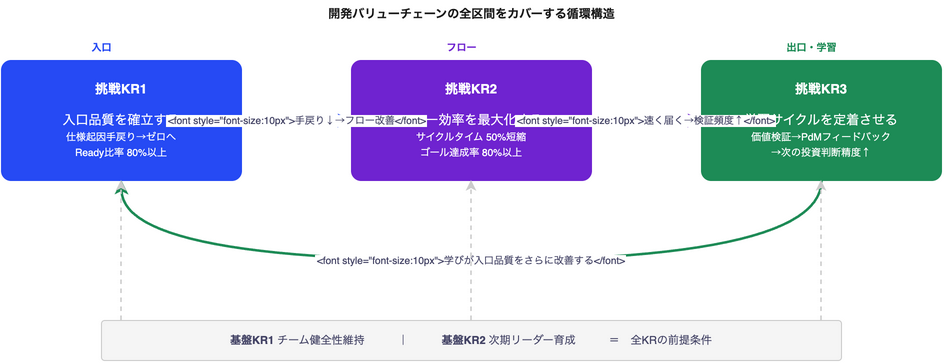 開発バリューチェーンの全区間をカバーする循環構造
入口
フロー
出口・学習
挑戦KR1
入口品質を確立す
仕様起因手戻り→ゼロへ
Ready比率 80%以上
<font style="font-size:10px">手戻り↓→フロー改善</font>
挑戦KR2
ー効率を最大化
サイクルタイム 50%短縮
ゴール達成率 80%以上
<font style="font-size:10px">速く届く→検証頻度↑</font>
挑戦KR3
サイクルを定着させる
価値検証→PdMフィードバック
→次の投資判断精度↑
<font style="font-size:10px">学びが入口品質をさらに改善する</font>
基盤KR1 チーム健全性維持 | 基盤KR2 次期リーダー育成 = 全KRの前提条件